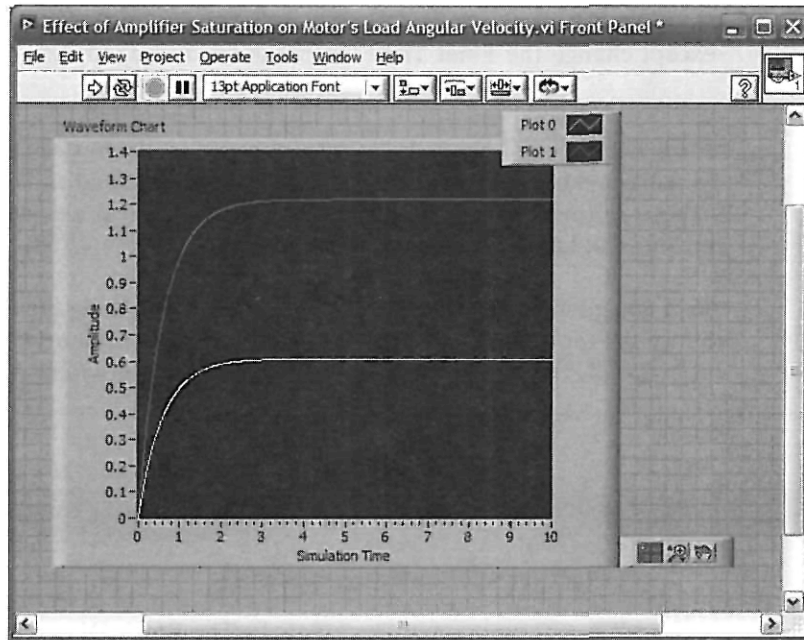 Effect of Amplifier Saturation on Motor's Load Angular Velocity.vi Front Panel *
File Edit View Project Operate Tools Window Help
13pt Application Font
1
Waveform Chart
Plot 0
Plot 1
1.4
1.3
1.2
1.1
1
0.9
0.8
0.7
0.6
0.5
0.4
0.3
0.2
0.1
0
Amplitude
0 1 2 3 4 5 6 7 8 9 10
Simulation Time